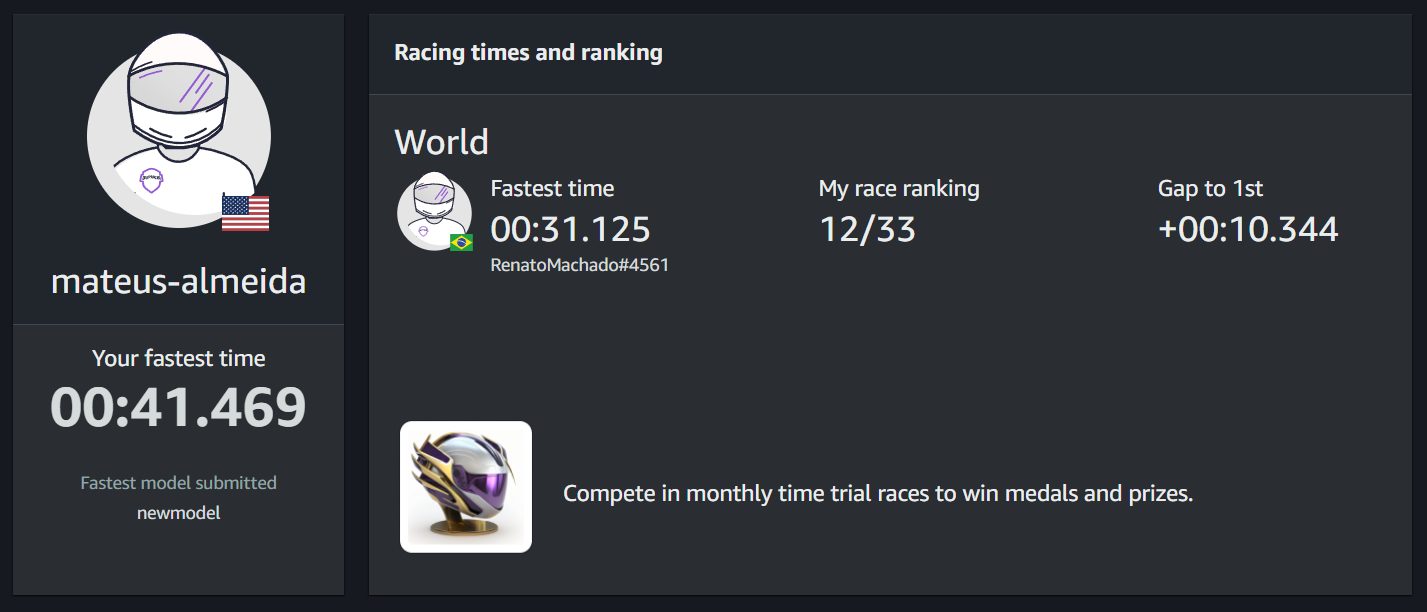 mateus-almeida
Your fastest time
00:41.469
Fastest model submitted
newmodel
Racing times and ranking
World
Fastest time
00:31.125
RenatoMachado#4561
My race ranking
12/33
Gap to 1st
+00:10.344
Compete in monthly time trial races to win medals and prizes.